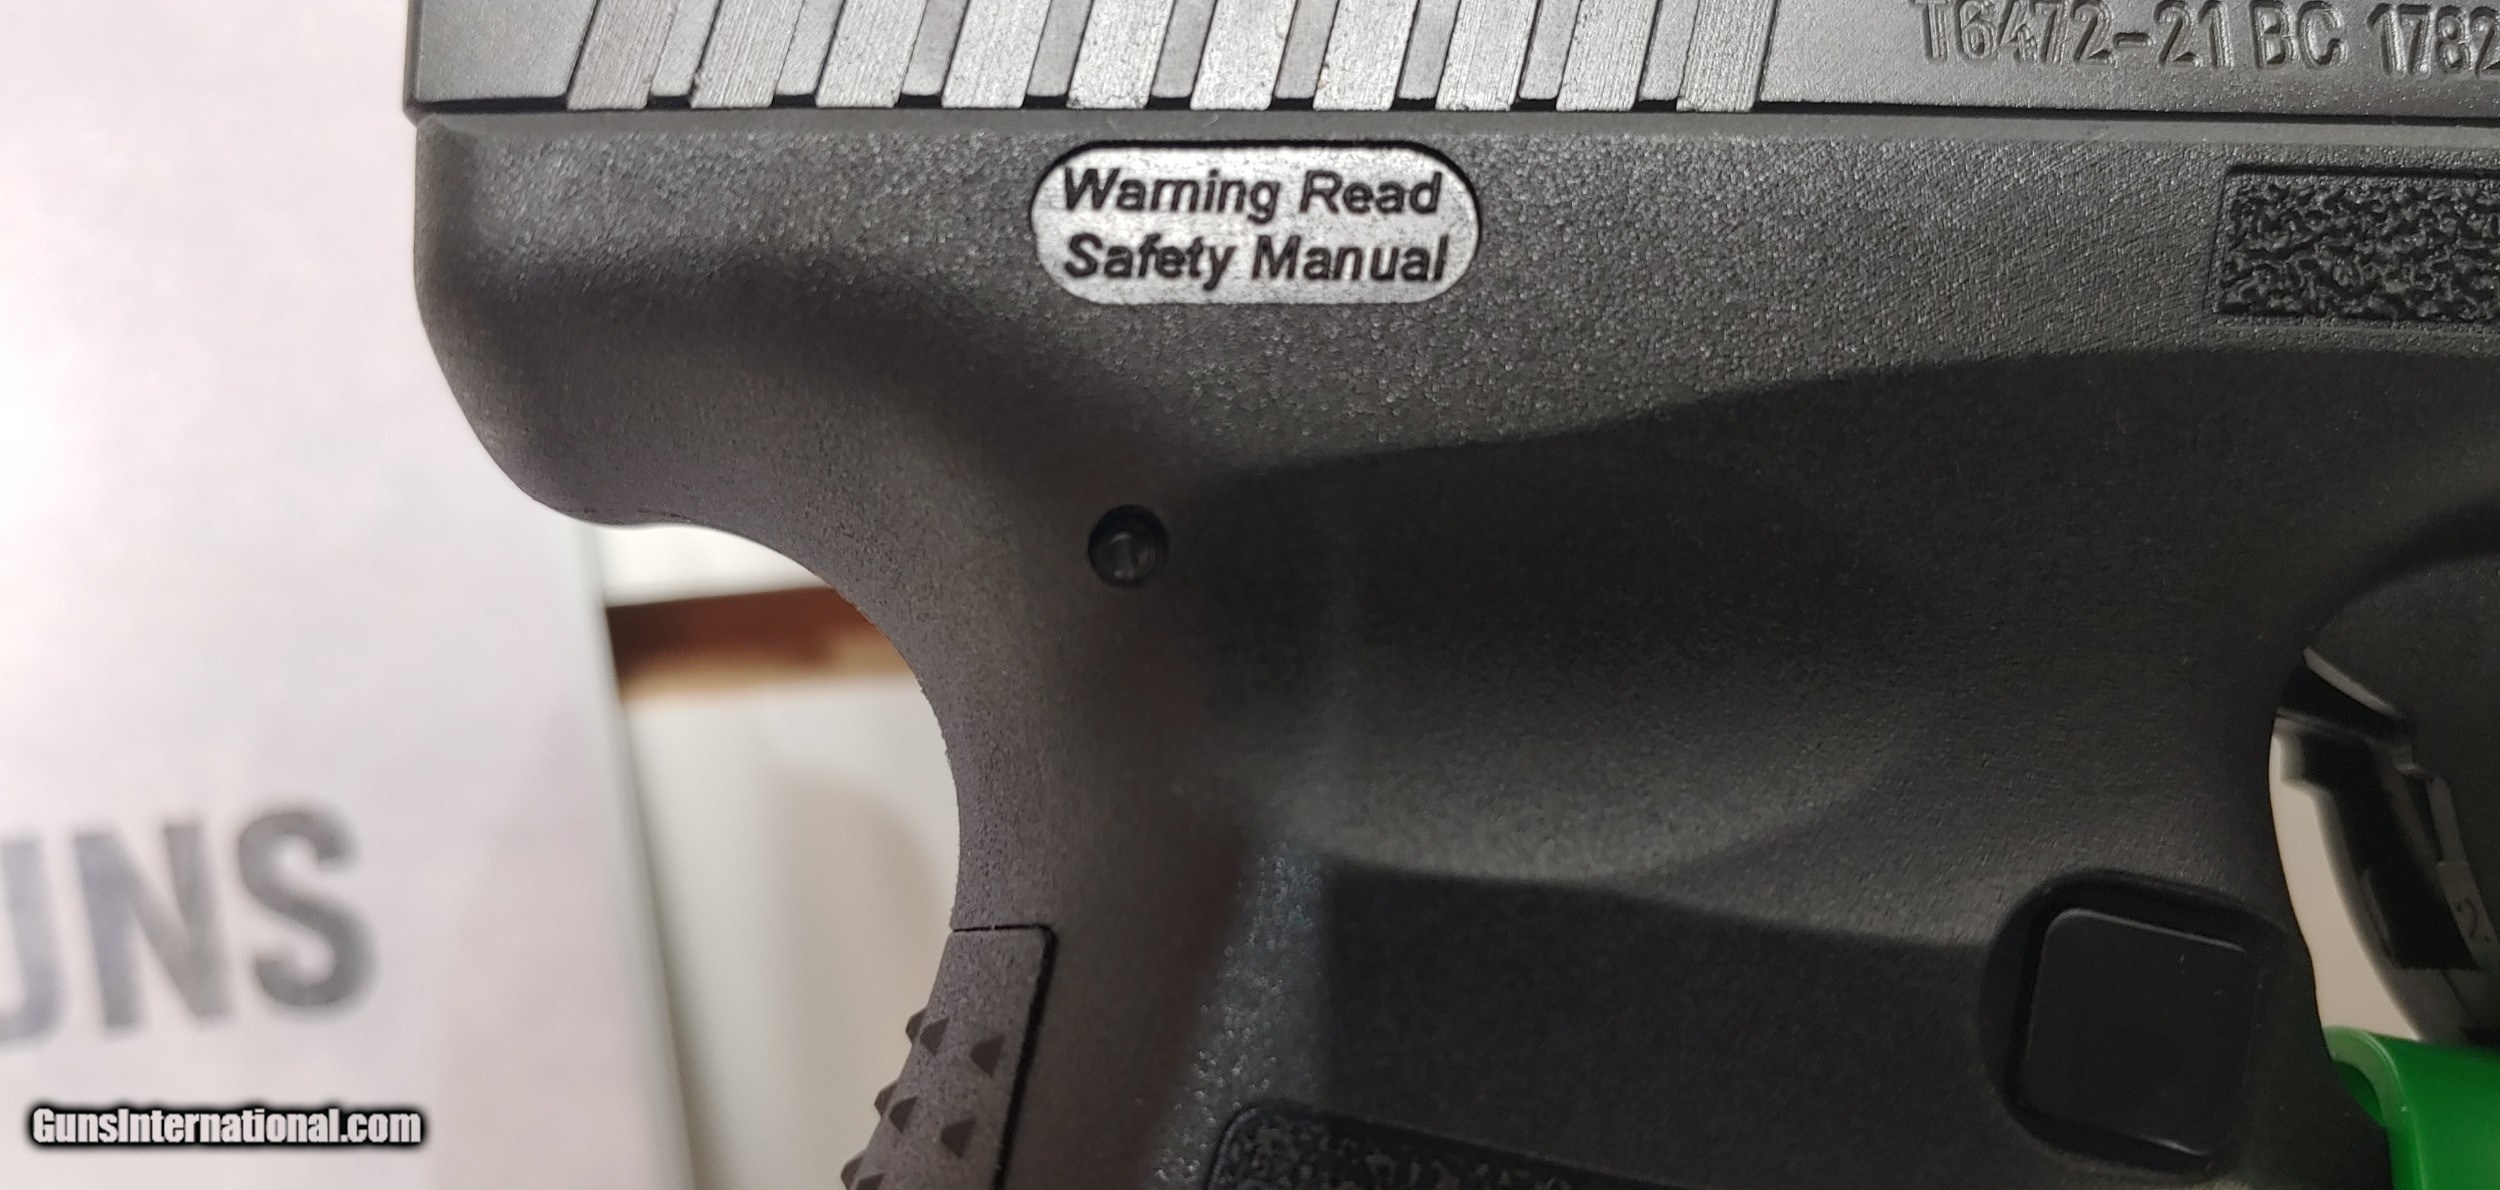 T6472-21 BC 1782
Warning Read
Safety Manual
UNS
GunsInternational.com